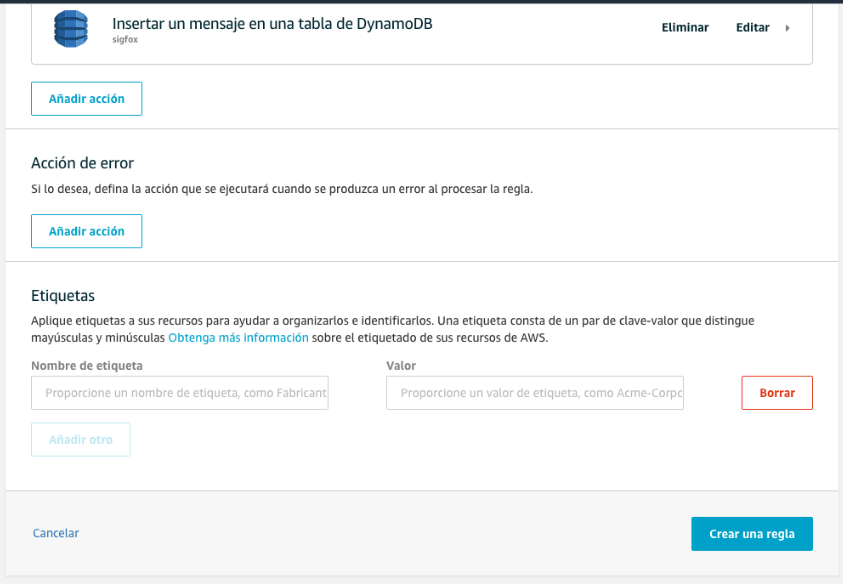 Insertar un mensaje en una tabla de DynamoDB
sigfox
Eliminar
Editar
Añadir acción
Acción de error
Si lo desea, defina la acción que se ejecutará cuando se produzca un error al procesar la regla.
Añadir acción
Etiquetas
Aplique etiquetas a sus recursos para ayudar a organizarlos e identificarlos. Una etiqueta consta de un par de clave-valor que distingue
mayúsculas y minúsculas Obtenga más información sobre el etiquetado de sus recursos de AWS.
Nombre de etiqueta
Valor
Proporcione un nombre de etiqueta, como Fabricant
Proporcione un valor de etiqueta, como Acme-Corpc
Borrar
Añadir otro
Cancelar
Crear una regla